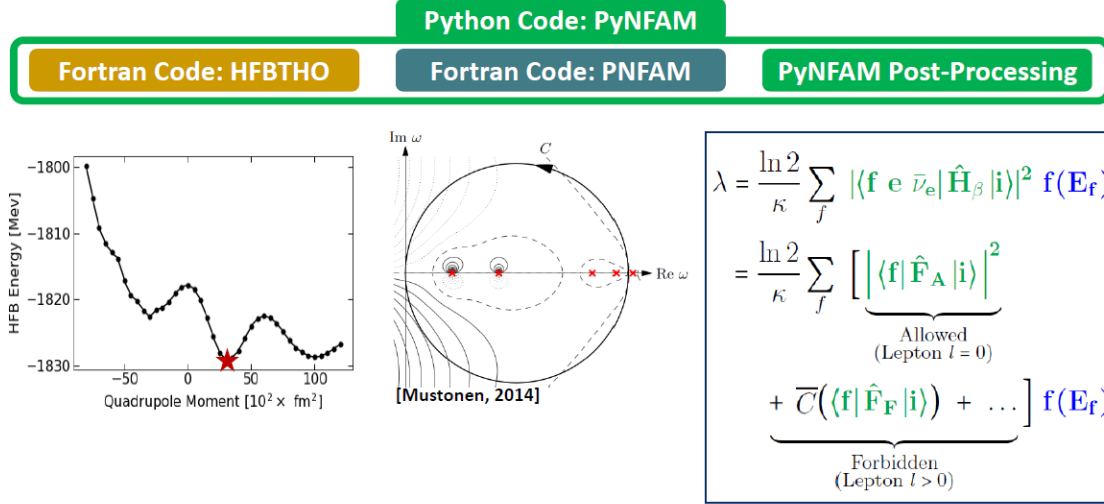 Python Code: PyNFAM
Fortran Code: HFBTHO
Fortran Code: PNFAM
PyNFAM Post-Processing
−1800
−1810
−1820
−1830
HFB Energy [Mev]
−50 0 50 100
Quadrupole Moment [10² × fm²]
Im ω
C
Re ω
[Mustonen, 2014]
λ = ln 2 / κ ∑_f |⟨f e ν̄_e| Ĥ_β |i⟩|² f(E_f)
= ln 2 / κ ∑_f [ |⟨f| F̂_A |i⟩|²
Allowed
(Lepton l = 0)
+ C̅(⟨f| F̂_F |i⟩) + … ] f(E_f)
Forbidden
(Lepton l > 0)